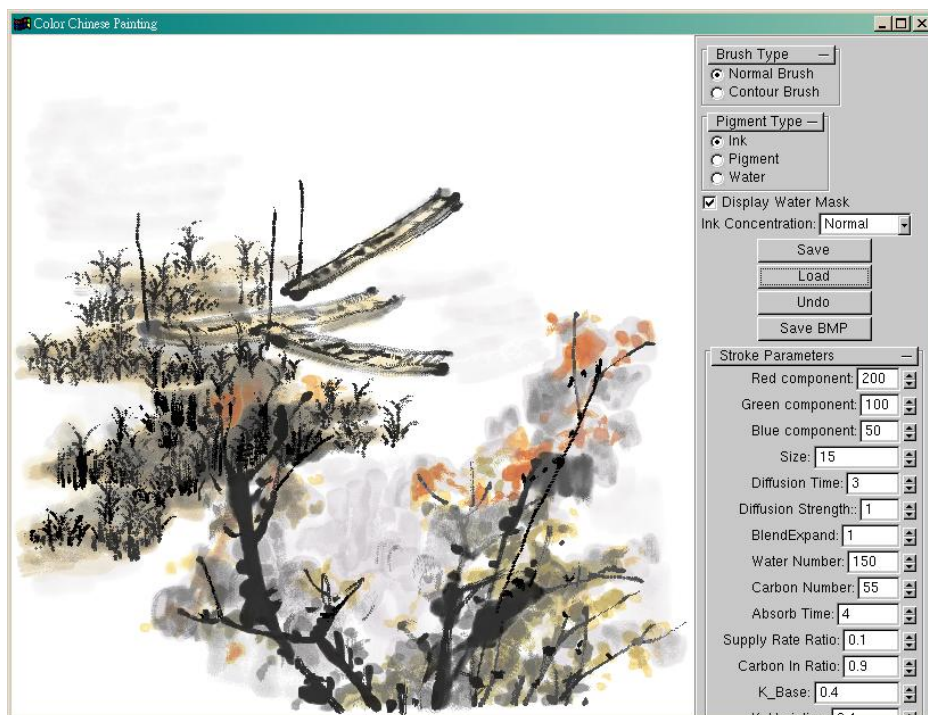 Color Chinese Painting
Brush Type
Normal Brush
Contour Brush
Pigment Type
Ink
Pigment
Water
Display Water Mask
Ink Concentration: Normal
Save
Load
Undo
Save BMP
Stroke Parameters
Red component: 200
Green component: 100
Blue component: 50
Size: 15
Diffusion Time: 3
Diffusion Strength:: 1
BlendExpand: 1
Water Number: 150
Carbon Number: 55
Absorb Time: 4
Supply Rate Ratio: 0.1
Carbon In Ratio: 0.9
K_Base: 0.4